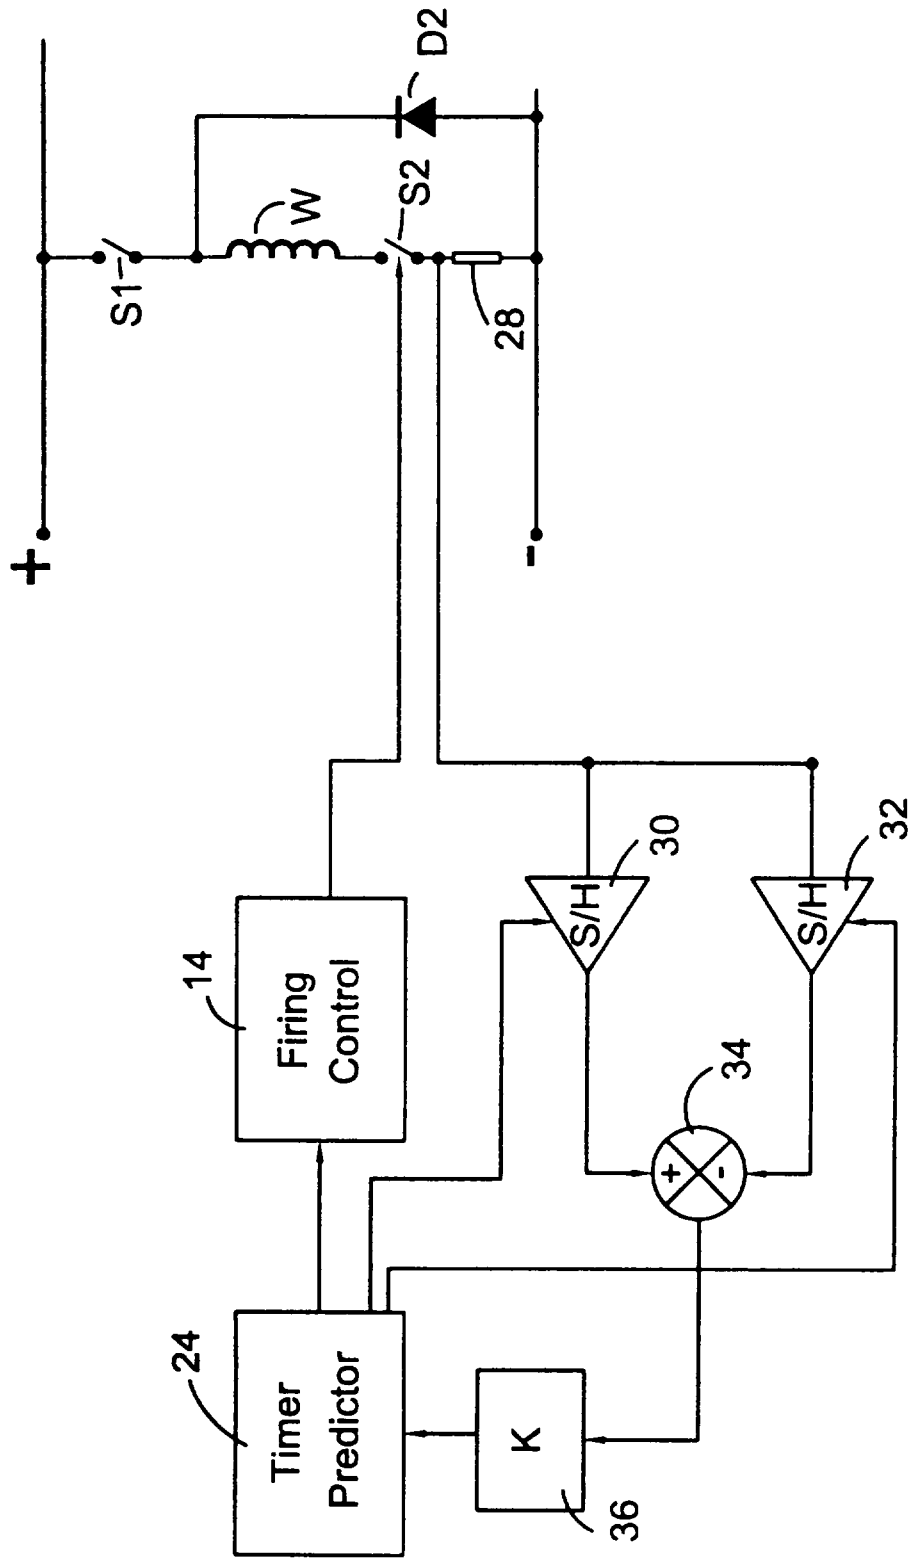 +
-
S1
W
S2
D2
28
14
Firing
Control
24
Timer
Predictor
S/H
30
S/H
32
+
-
34
K
36